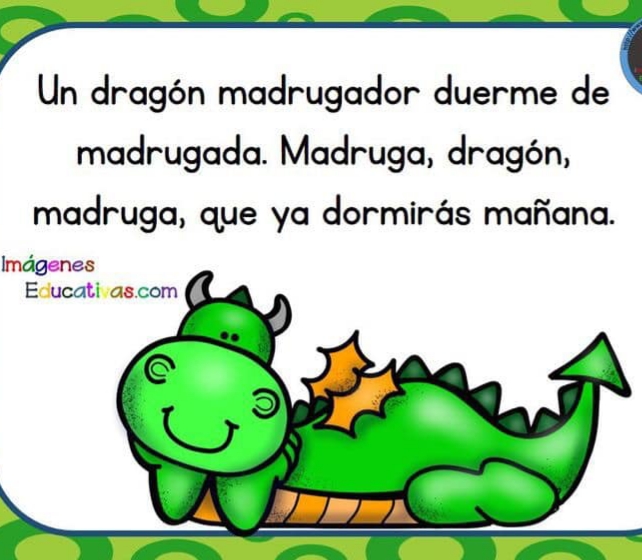 Un dragón madrugador duerme de
madrugada. Madruga, dragón,
madruga, que ya dormirás mañana.
Imágenes
Educativas.com